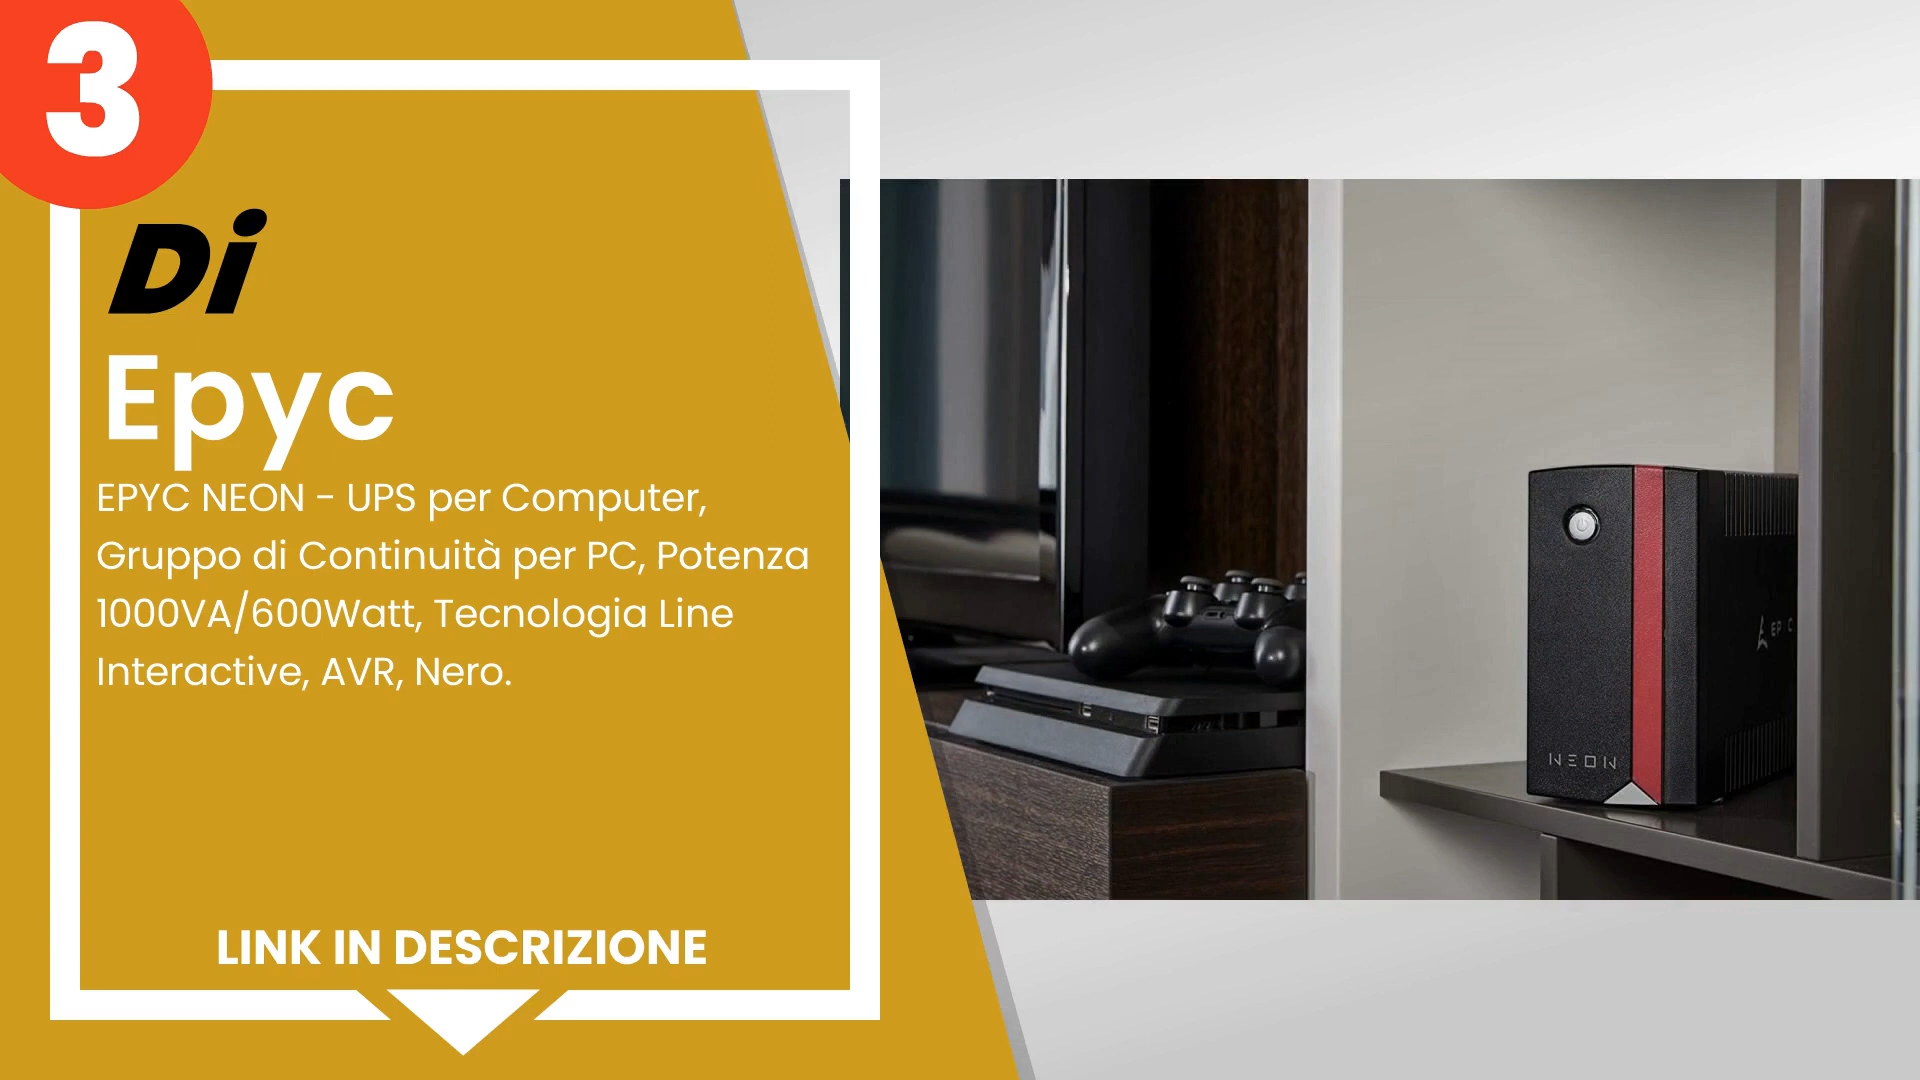 3
Di
Epyc
EPYC NEON - UPS per Computer,
Gruppo di Continuità per PC, Potenza
1000VA/600Watt, Tecnologia Line
Interactive, AVR, Nero.
LINK IN DESCRIZIONE
NEON